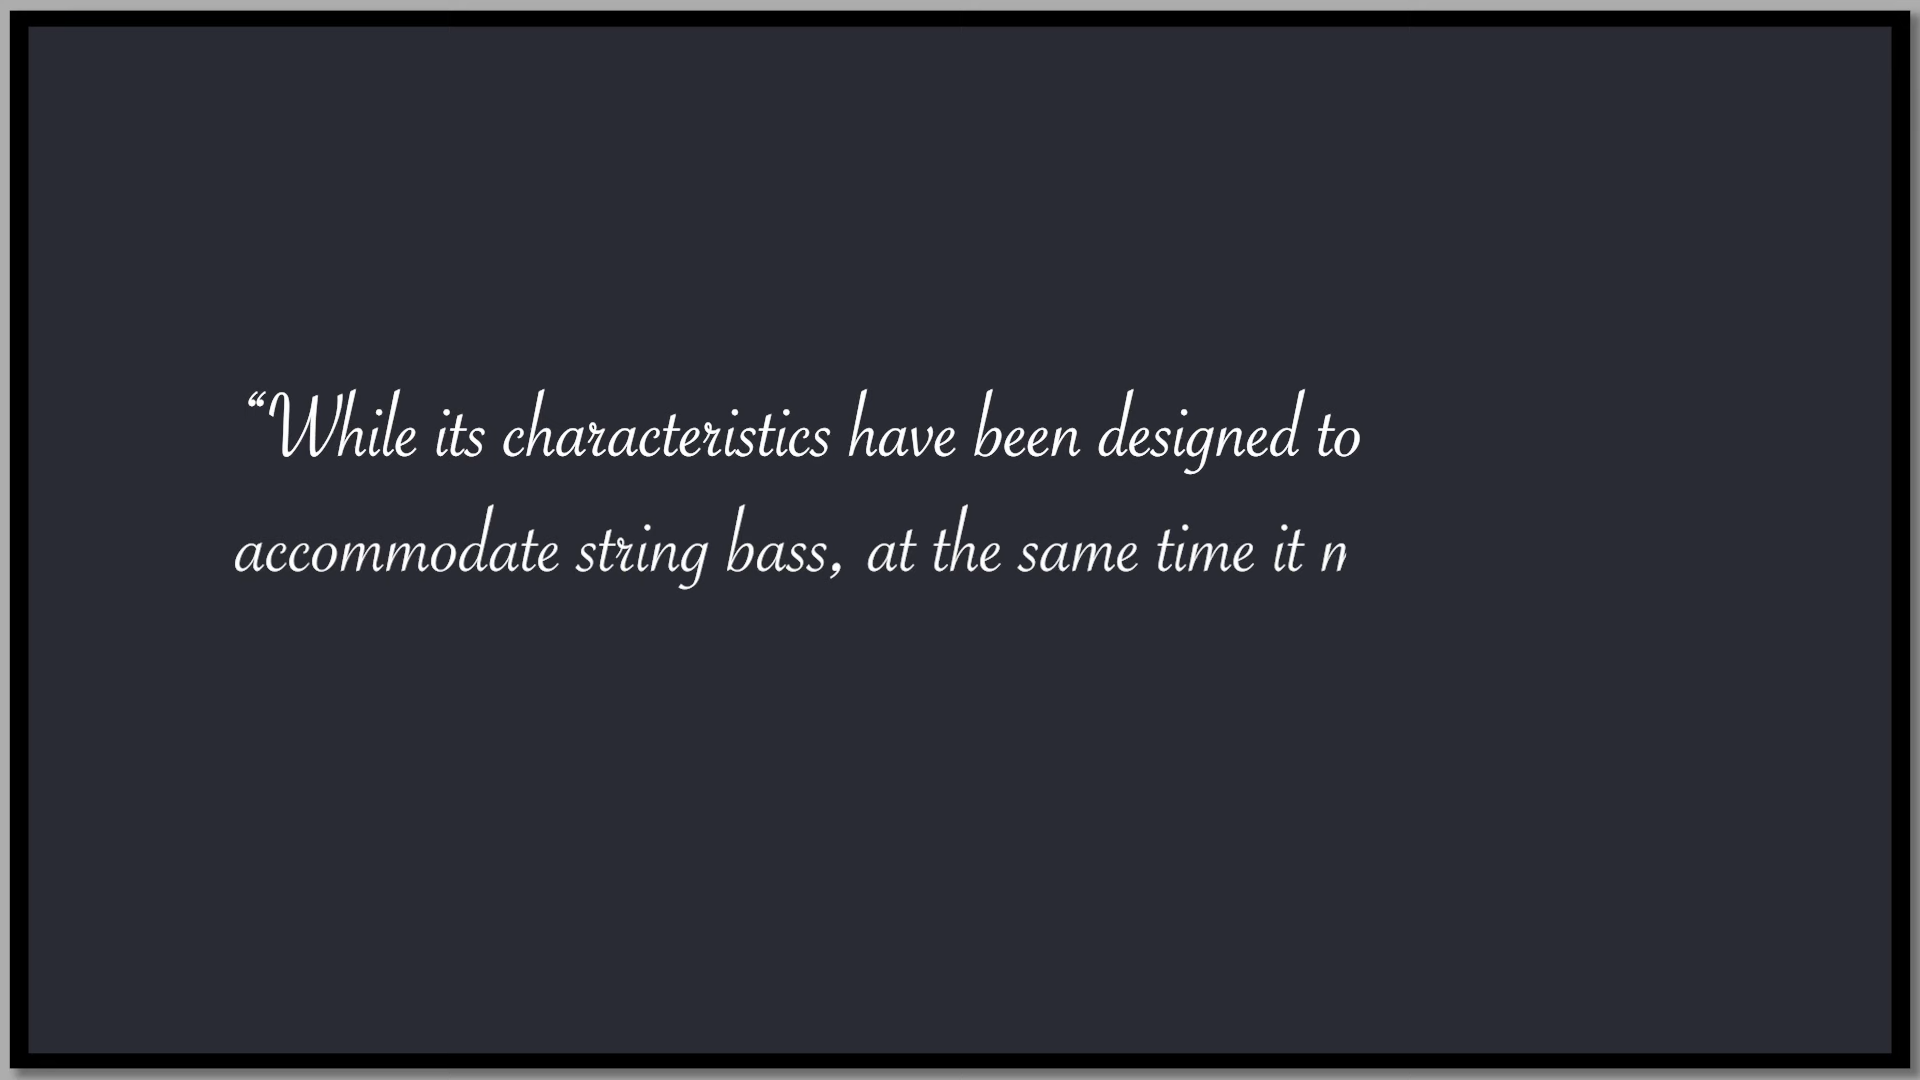 “While its characteristics have been designed to
accommodate string bass, at the same time it n